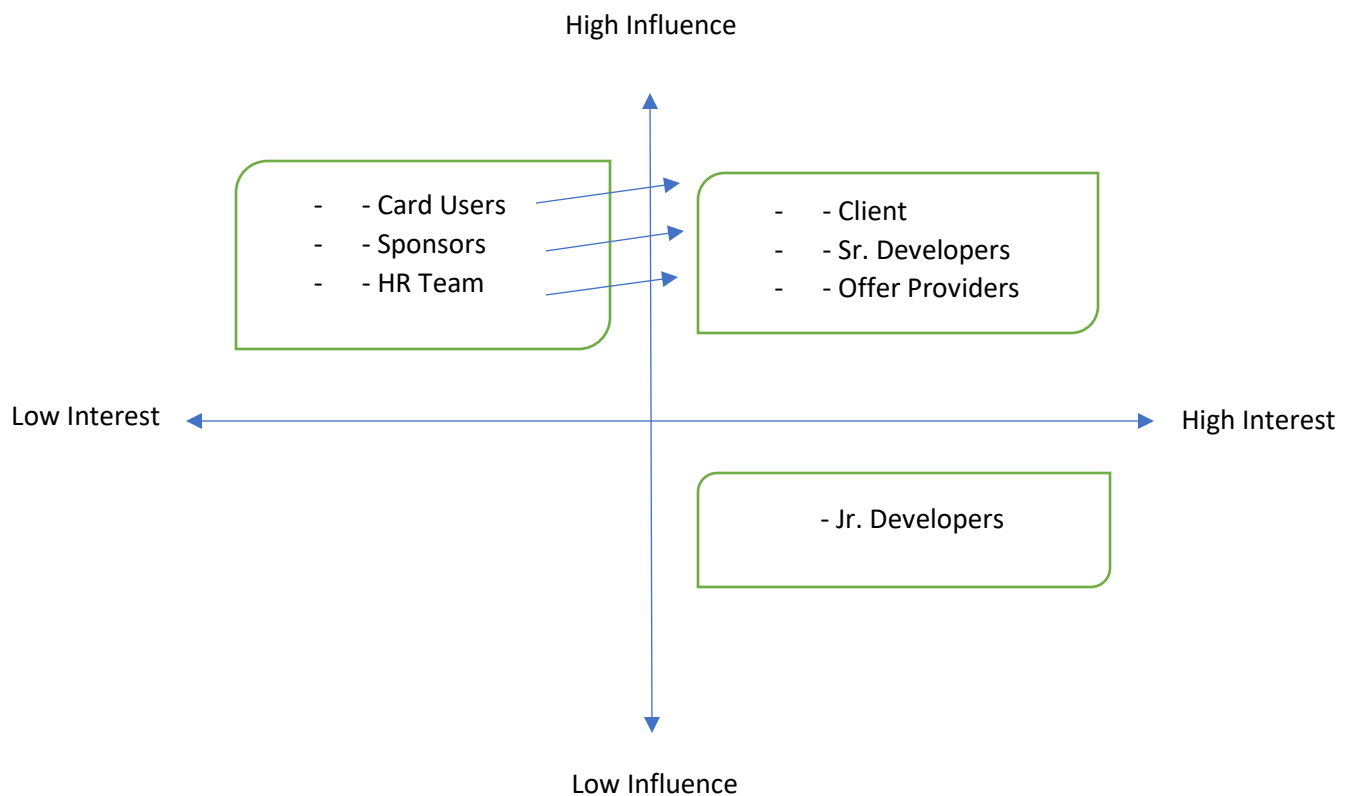 High Influence
- - Card Users
- - Sponsors
- - HR Team
- - Client
- - Sr. Developers
- - Offer Providers
Low Interest
High Interest
- Jr. Developers
Low Influence